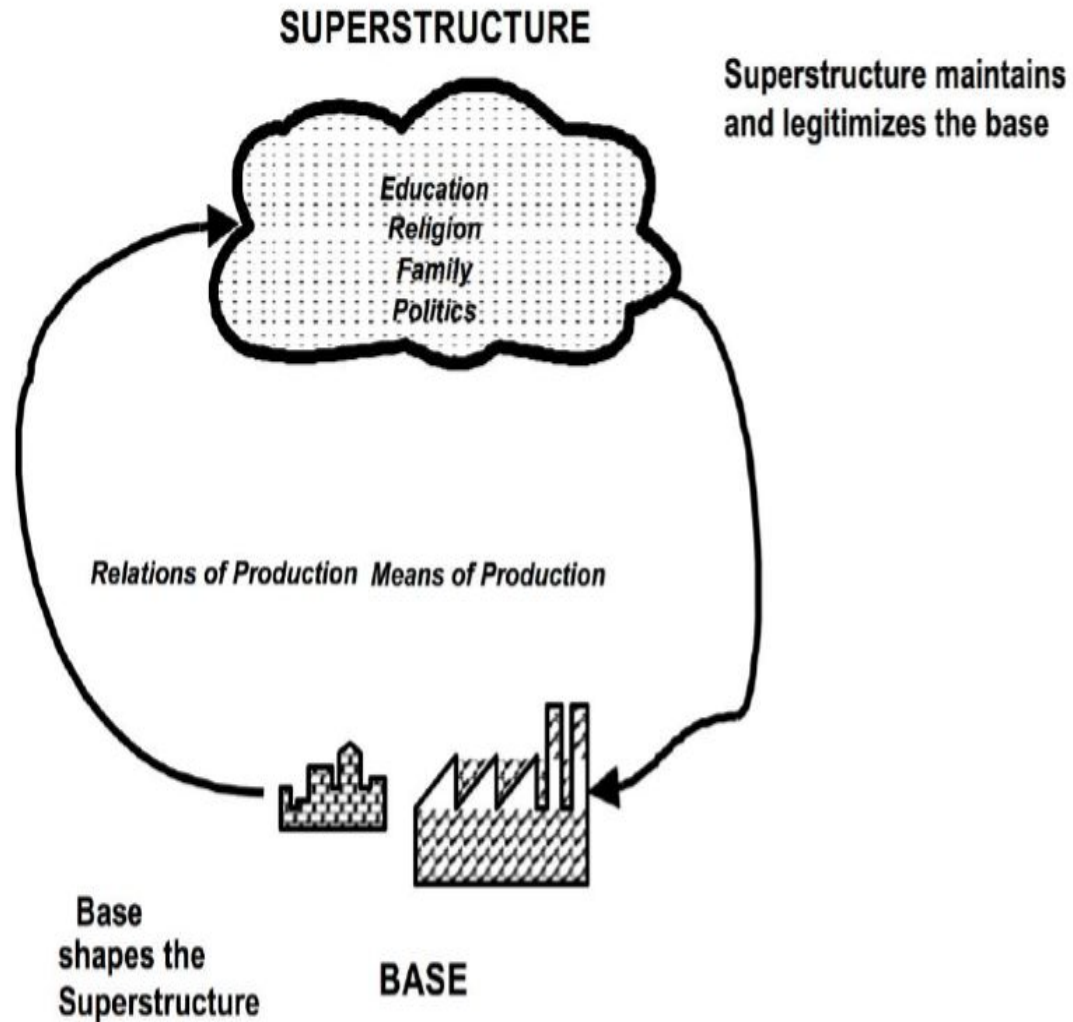 SUPERSTRUCTURE
Superstructure maintains
and legitimizes the base
Education
Religion
Family
Politics
Relations of Production Means of Production
Base
shapes the
Superstructure
BASE